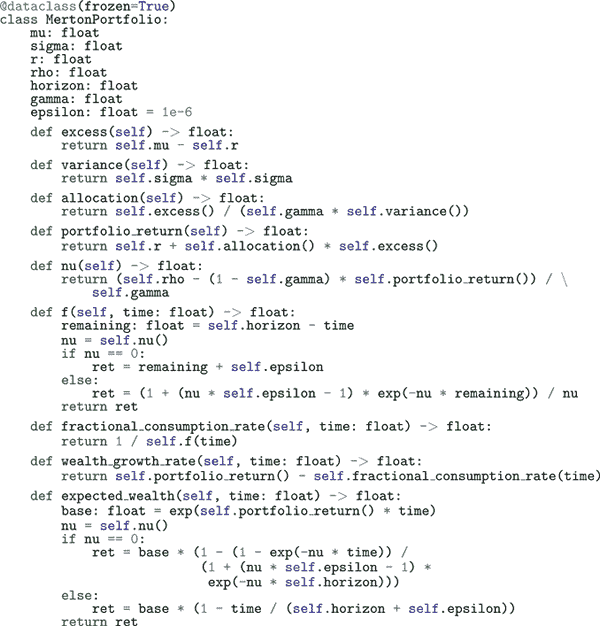 @dataclass(frozen=True)
class MertonPortfolio:
    mu: float
    sigma: float
    r: float
    rho: float
    horizon: float
    gamma: float
    epsilon: float = 1e-6
    def excess(self) -> float:
        return self.mu - self.r
    def variance(self) -> float:
        return self.sigma * self.sigma
    def allocation(self) -> float:
        return self.excess() / (self.gamma * self.variance())
    def portfolio_return(self) -> float:
        return self.r + self.allocation() * self.excess()
    def nu(self) -> float:
        return (self.rho - (1 - self.gamma) * self.portfolio_return()) / \
            self.gamma
    def f(self, time: float) -> float:
        remaining: float = self.horizon - time
        nu = self.nu()
        if nu == 0:
            ret = remaining + self.epsilon
        else:
            ret = (1 + (nu * self.epsilon - 1) * exp(-nu * remaining)) / nu
        return ret
    def fractional_consumption_rate(self, time: float) -> float:
        return 1 / self.f(time)
    def wealth_growth_rate(self, time: float) -> float:
        return self.portfolio_return() - self.fractional_consumption_rate(time)
    def expected_wealth(self, time: float) -> float:
        base: float = exp(self.portfolio_return() * time)
        nu = self.nu()
        if nu == 0:
            ret = base * (1 - (1 - exp(-nu * time)) /
                          (1 + (nu * self.epsilon - 1) *
                           exp(-nu * self.horizon)))
        else:
            ret = base * (1 - time / (self.horizon + self.epsilon))
        return ret